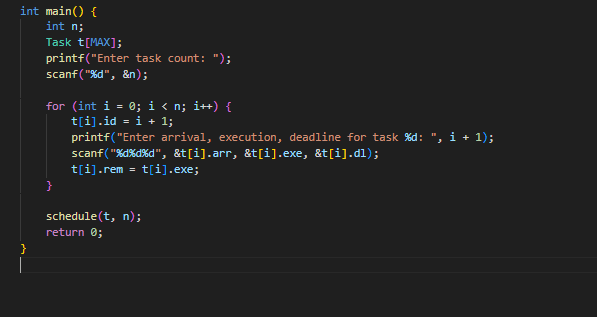 int main() {
    int n;
    Task t[MAX];
    printf("Enter task count: ");
    scanf("%d", &n);

    for (int i = 0; i < n; i++) {
        t[i].id = i + 1;
        printf("Enter arrival, execution, deadline for task %d: ", i + 1);
        scanf("%d%d%d", &t[i].arr, &t[i].exe, &t[i].dl);
        t[i].rem = t[i].exe;
    }

    schedule(t, n);
    return 0;
}